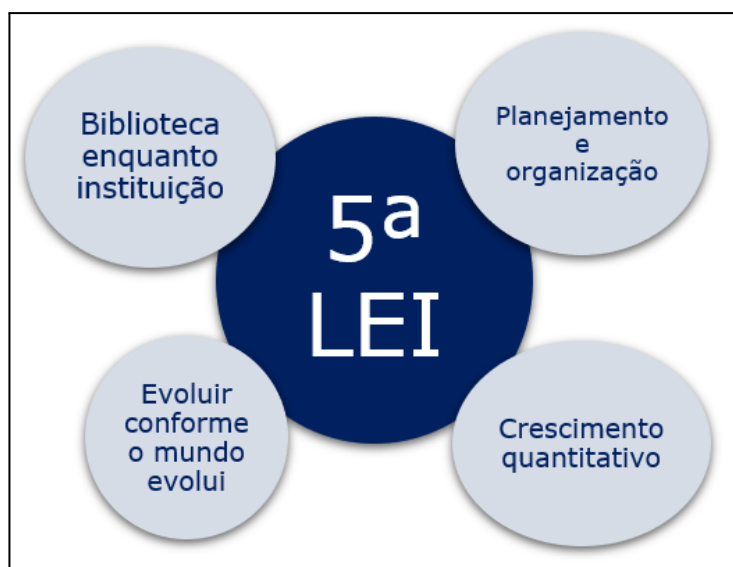 Biblioteca
enquanto
instituição
Planejamento
e
organização
5ª
LEI
Evoluir
conforme
o mundo
evolui
Crescimento
quantitativo